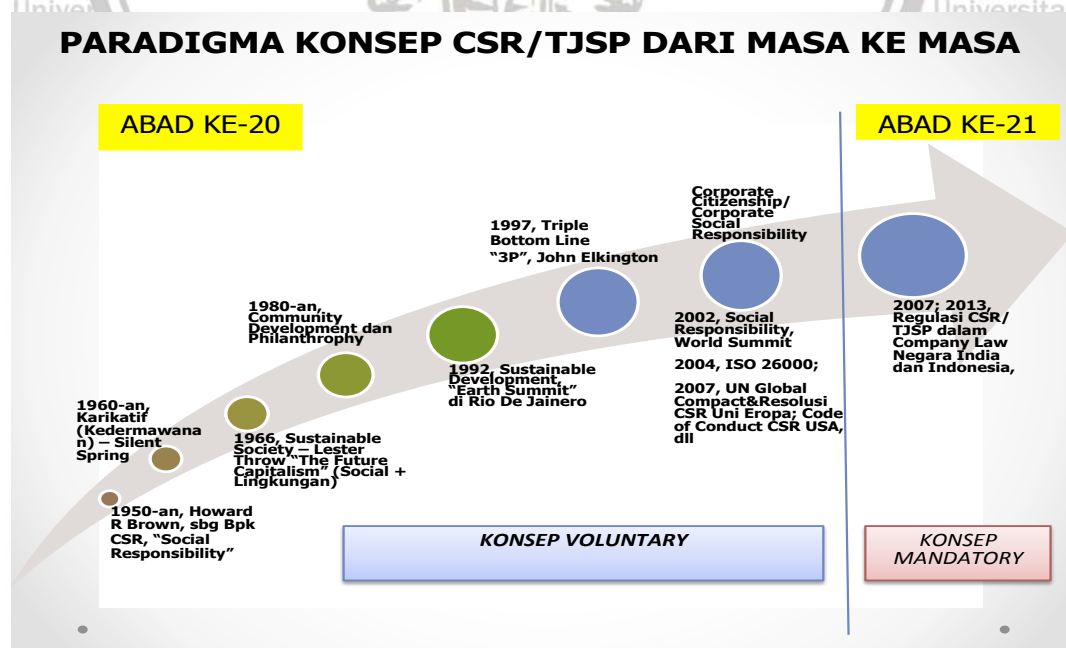 Univer
Universita
PARADIGMA KONSEP CSR/TJSP DARI MASA KE MASA
ABAD KE-20
ABAD KE-21
1950-an, Howard
R Brown, sbg Bpk
CSR, “Social
Responsibility”
1960-an,
Karikatif
(Kedermawana
n) – Silent
Spring
1966, Sustainable
Society – Lester
Throw “The Future
Capitalism” (Social +
Lingkungan)
1980-an,
Community
Development dan
Philanthrophy
1992, Sustainable
Development,
“Earth Summit”
di Rio De Jainero
1997, Triple
Bottom Line
“3P”, John Elkington
Corporate
Citizenship/
Corporate
Social
Responsibility
2002, Social
Responsibility,
World Summit
2004, ISO 26000;
2007, UN Global
Compact&Resolusi
CSR Uni Eropa; Code
of Conduct CSR USA,
dll
2007; 2013,
Regulasi CSR/
TJSP dalam
Company Law
Negara India
dan Indonesia,
KONSEP VOLUNTARY
KONSEP
MANDATORY